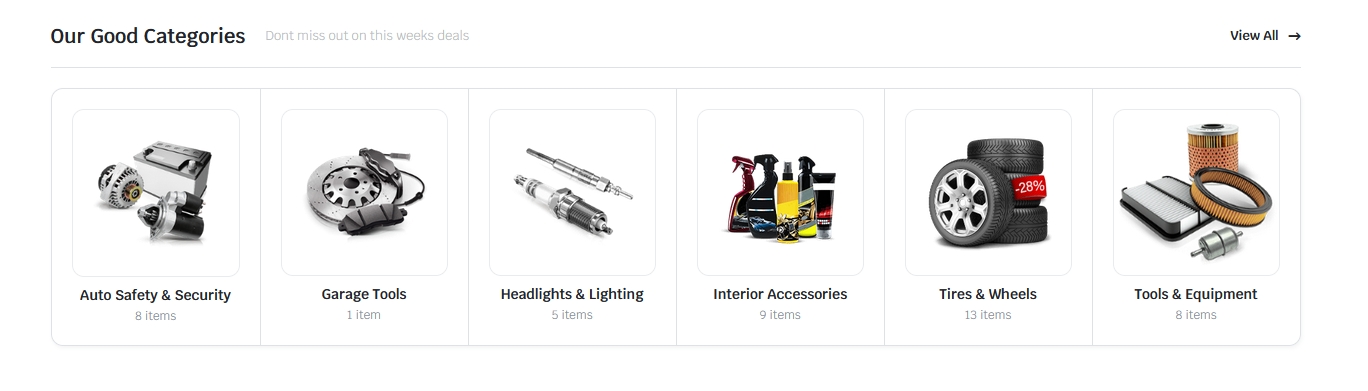 Our Good Categories
Dont miss out on this weeks deals
View All →
-28%
Auto Safety & Security
8 items
Garage Tools
1 item
Headlights & Lighting
5 items
Interior Accessories
9 items
Tires & Wheels
13 items
Tools & Equipment
8 items